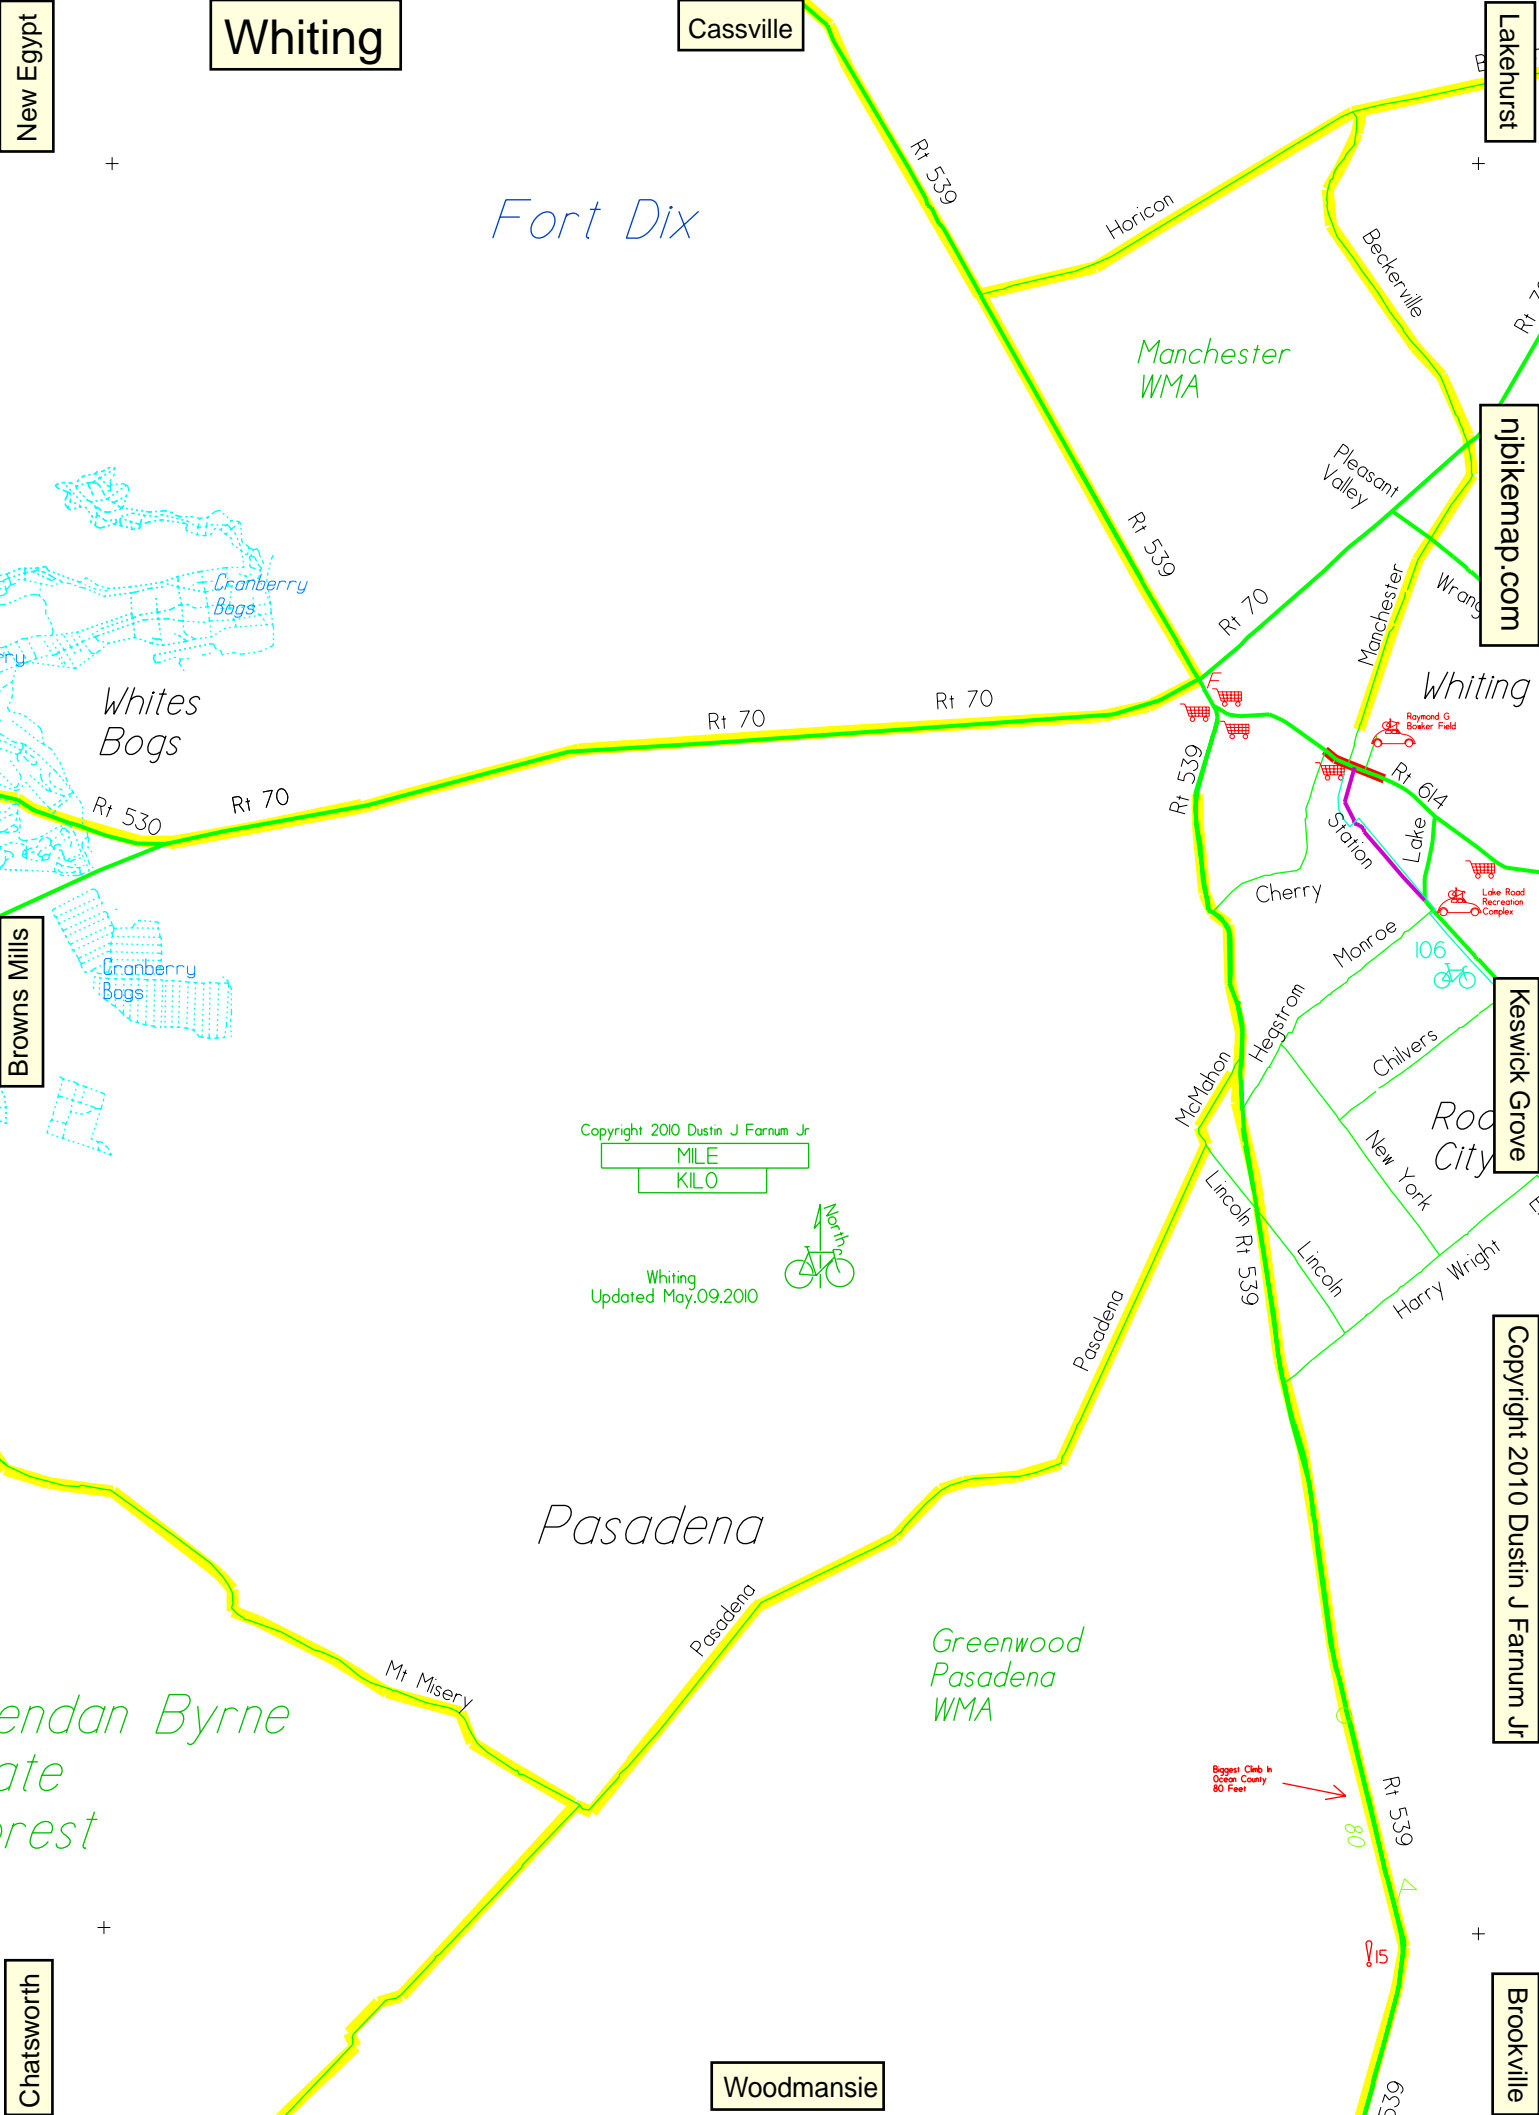 New Egypt
Whiting
Cassville
Lakehurst
Rt 539
Fort Dix
Horicon
Beckerville
Manchester
WMA
njbikemap.com
Pleasant
Valley
Rt 539
Cranberry
Bogs
Manchester
Rt 70
Whites
Bogs
Rt 70
Rt 70
F
Whiting
Raymond G
Bowker Field
Rt 539
Rt 614
Rt 530
Rt 70
Station
Lake
Cherry
Lake Road
Recreation
Complex
Browns Mills
Cranberry
Bogs
Monroe
106
Hegstrom
Keswick Grove
Chilvers
McMahon
City
New York
Copyright 2010 Dustin J Farnum Jr
MILE
KILO
North
Whiting
Updated May.09.2010
Lincoln
Rt 539
Lincoln
Harry Wright
Pasadena
Copyright 2010 Dustin J Farnum Jr
Pasadena
Pasadena
Mt Misery
Greenwood
Pasadena
WMA
endan Byrne
ate
orest
Biggest Climb In
Ocean County
80 Feet
Rt 539
80
!15
Chatsworth
Woodmansie
Brookville
539